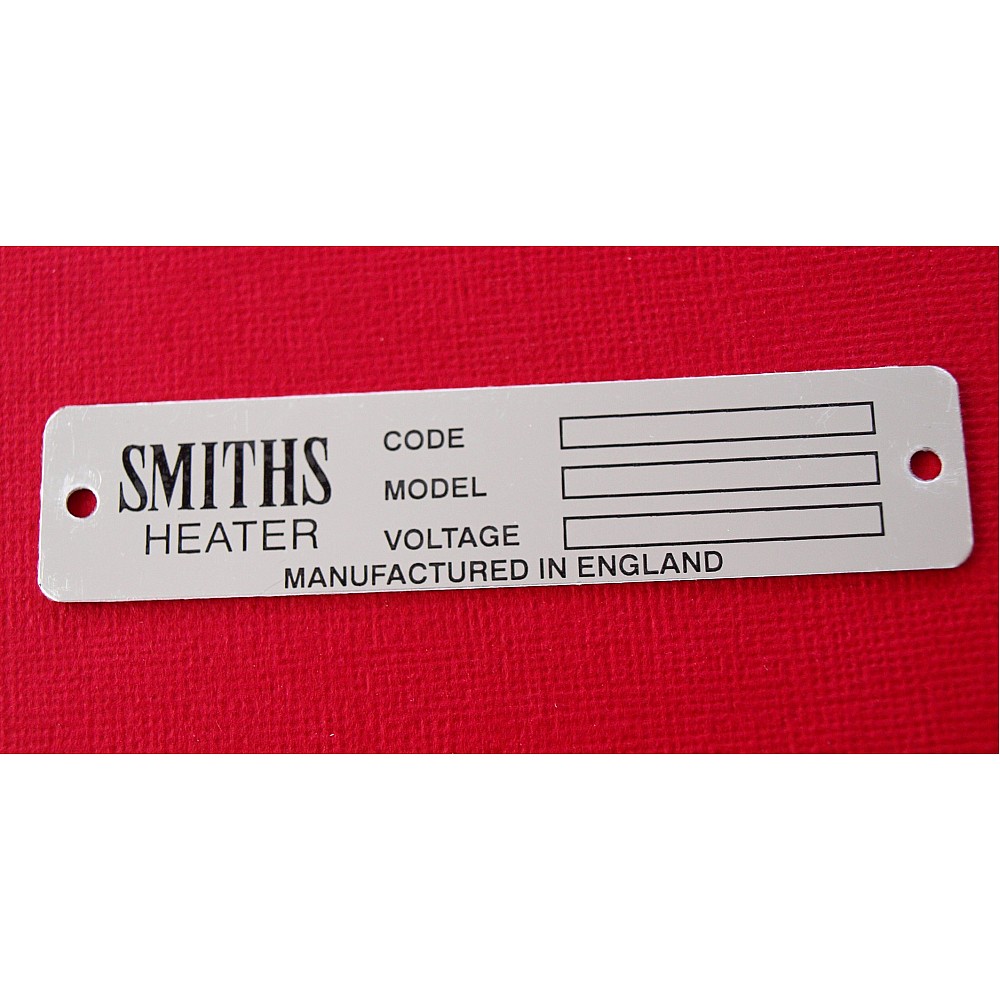 SMITHS
HEATER
CODE
MODEL
VOLTAGE
MANUFACTURED IN ENGLAND